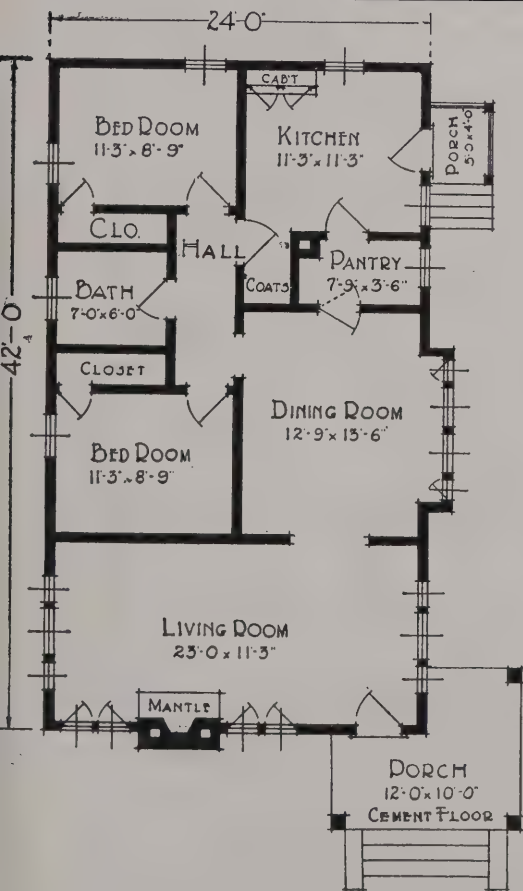 24'-0"
CAB'T
BED ROOM
11'-3" x 8'-9"
KITCHEN
11'-3" x 11'-3"
PORCH
5'-0 x 4'-0"
CLO.
HALL
BATH
7'-0" x 6'-0"
COATS
PANTRY
7'-9" x 3'-6"
42'-0"
CLOSET
DINING ROOM
12'-9" x 13'-6"
BED ROOM
11'-3" x 8'-9"
LIVING ROOM
23'-0 x 11'-3"
MANTLE
PORCH
12'-0" x 10'-0"
CEMENT FLOOR